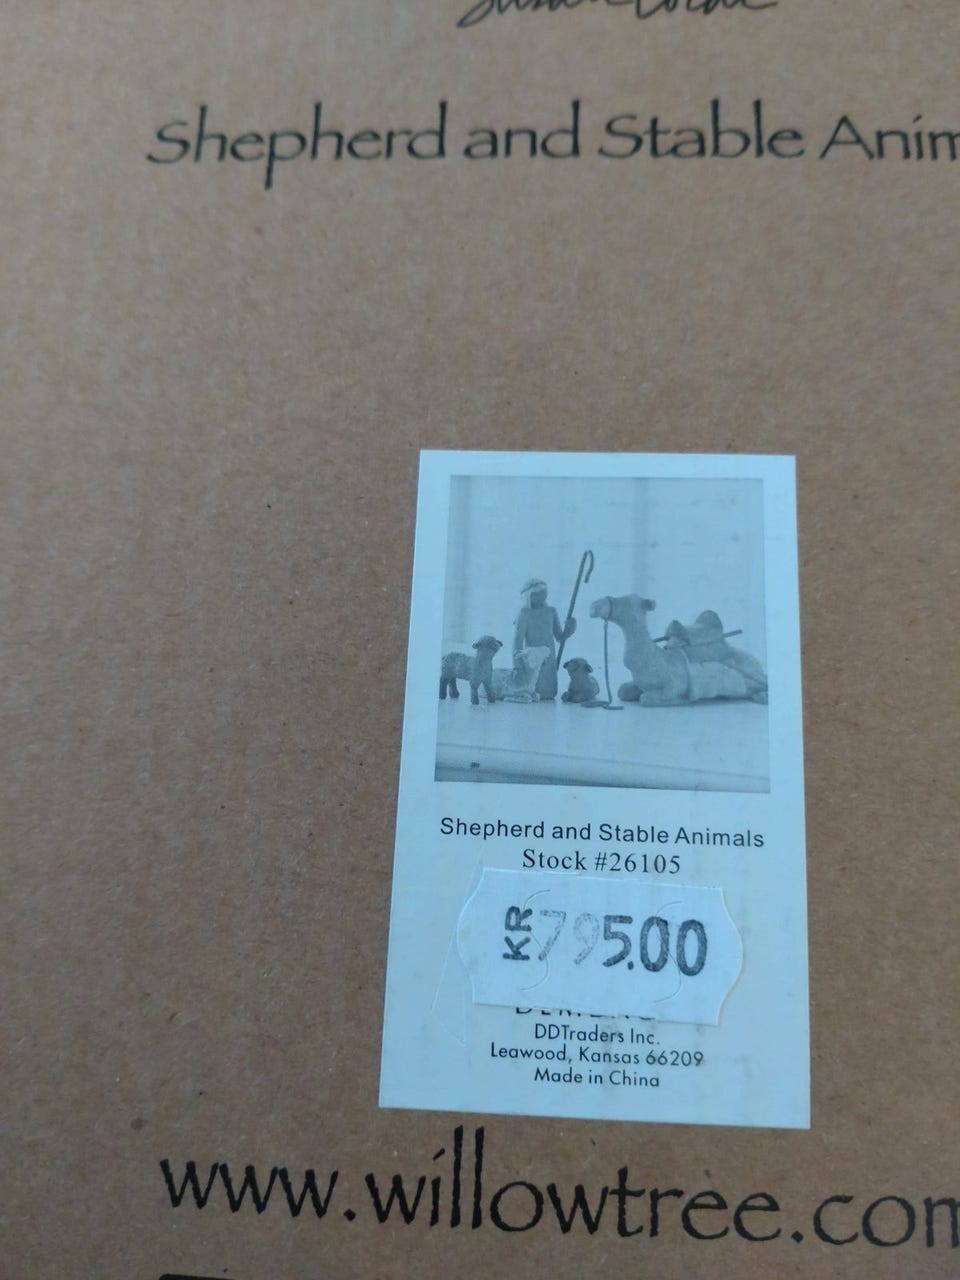 Shepherd and Stable Anim
Shepherd and Stable Animals
Stock #26105
KR 795.00
DDTraders Inc.
Leawood, Kansas 66209
Made in China
www.willowtree.com